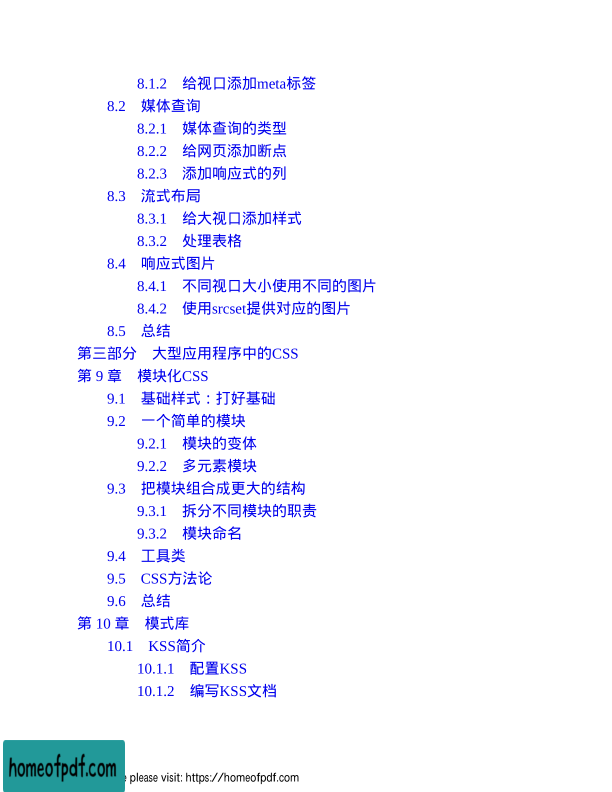 8.1.2 给视口添加meta标签
8.2 媒体查询
8.2.1 媒体查询的类型
8.2.2 给网页添加断点
8.2.3 添加响应式的列
8.3 流式布局
8.3.1 给大视口添加样式
8.3.2 处理表格
8.4 响应式图片
8.4.1 不同视口大小使用不同的图片
8.4.2 使用srcset提供对应的图片
8.5 总结
第三部分 大型应用程序中的CSS
第 9 章 模块化CSS
9.1 基础样式：打好基础
9.2 一个简单的模块
9.2.1 模块的变体
9.2.2 多元素模块
9.3 把模块组合成更大的结构
9.3.1 拆分不同模块的职责
9.3.2 模块命名
9.4 工具类
9.5 CSS方法论
9.6 总结
第 10 章 模式库
10.1 KSS简介
10.1.1 配置KSS
10.1.2 编写KSS文档
homeofpdf.com please visit: https://homeofpdf.com